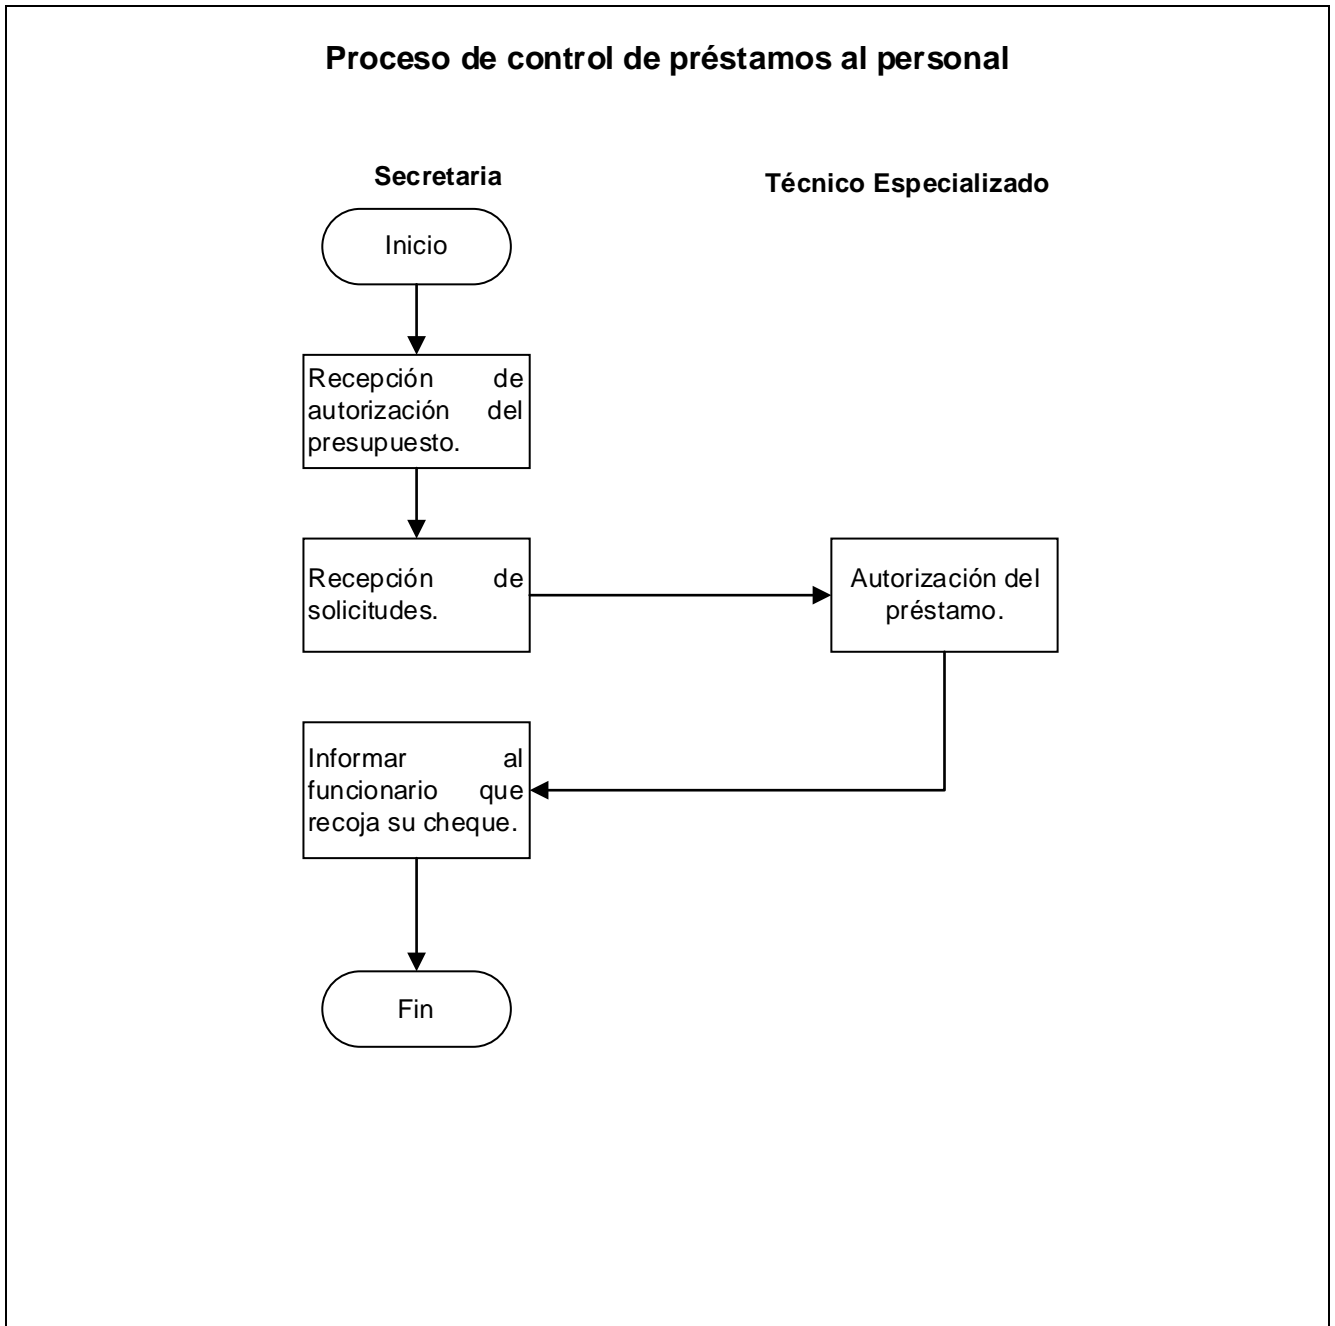 Proceso de control de préstamos al personal
Secretaria
Técnico Especializado
Inicio
Recepción de
autorización del
presupuesto.
Recepción de
solicitudes.
Autorización del
préstamo.
Informar al
funcionario que
recoja su cheque.
Fin